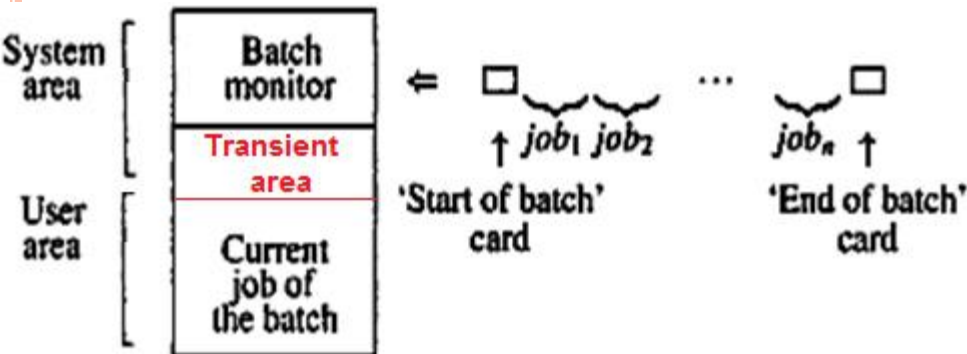 System
area
Batch
monitor
⇐
...
job1 job2
jobn
Transient
area
'Start of batch'
card
'End of batch'
card
User
area
Current
job of
the batch